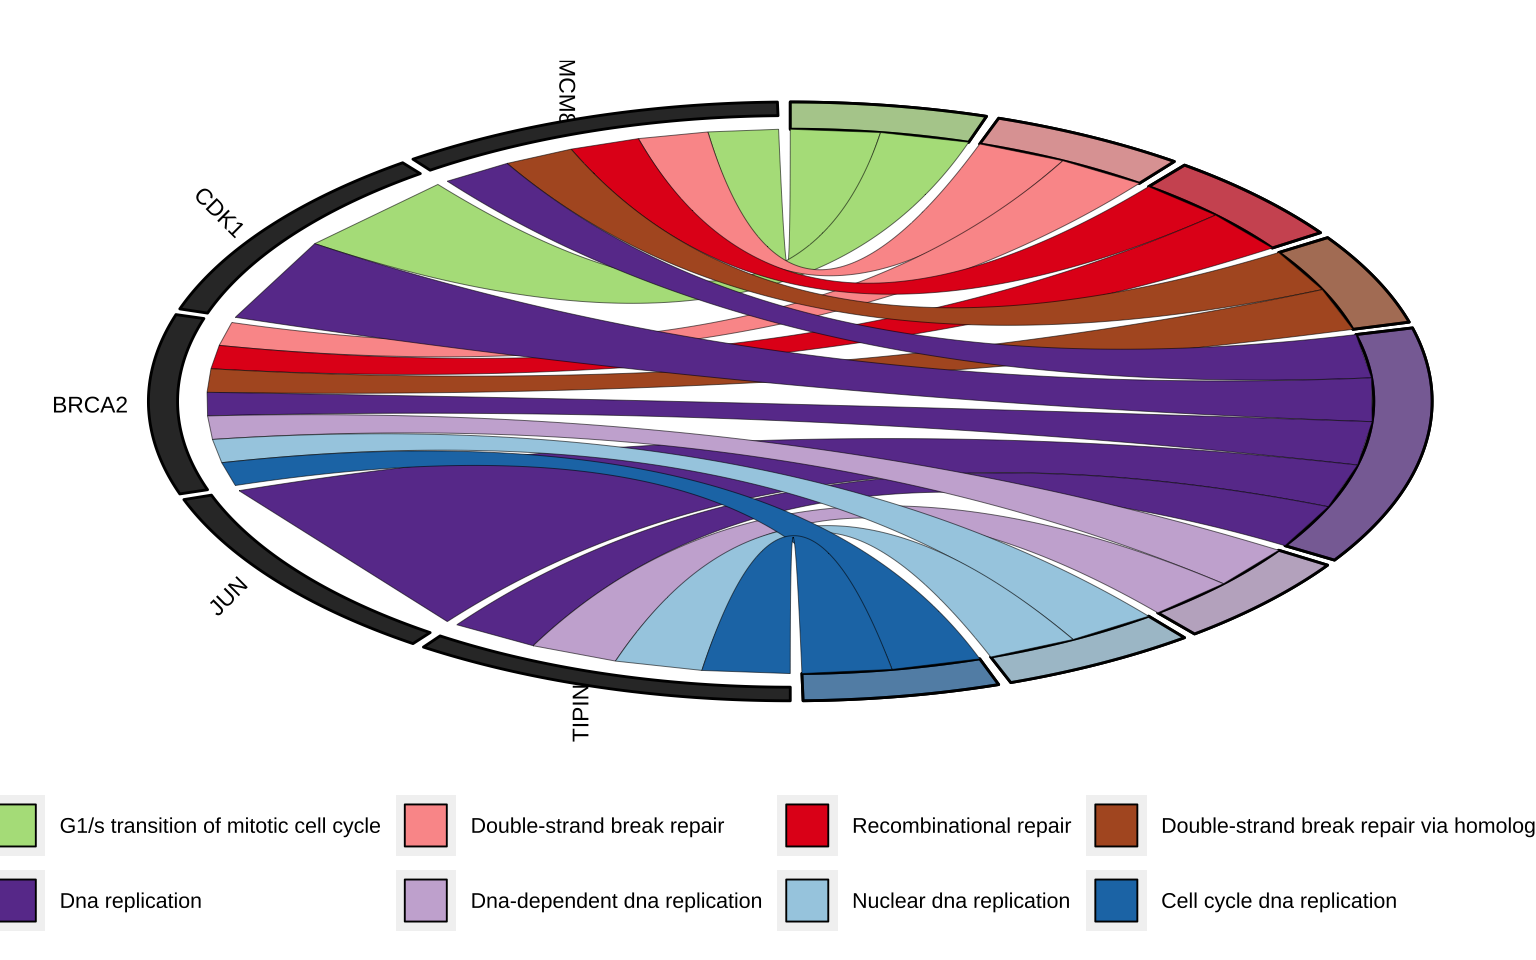 MCM8
CDK1
BRCA2
JUN
TIPIN
G1/s transition of mitotic cell cycle
Double-strand break repair
Recombinational repair
Double-strand break repair via homolog
Dna replication
Dna-dependent dna replication
Nuclear dna replication
Cell cycle dna replication